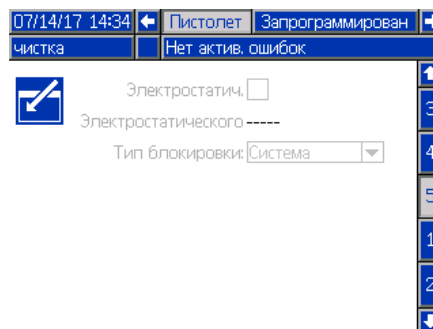 07/14/17 14:34 Пистолет Запрограммирован
чистка Нет актив. ошибок
Электростатич.
Электростатического -----
Тип блокировки: Система
3
4
5
1
2